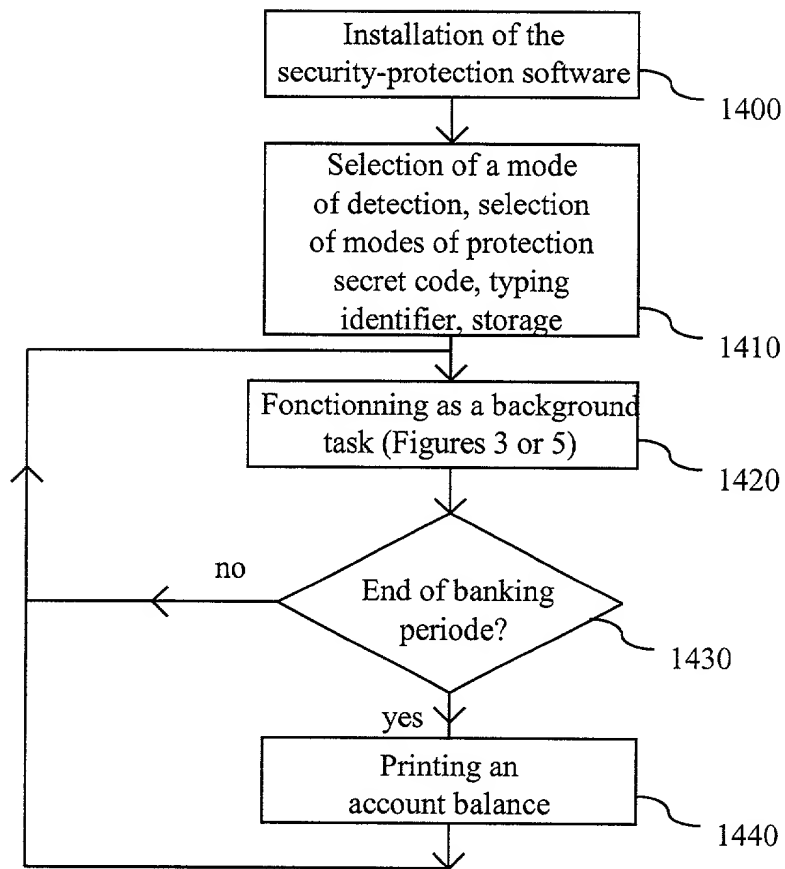 Installation of the
security-protection software
1400
Selection of a mode
of detection, selection
of modes of protection
secret code, typing
identifier, storage
1410
Fonctionning as a background
task (Figures 3 or 5)
1420
no
End of banking
periode?
1430
yes
Printing an
account balance
1440